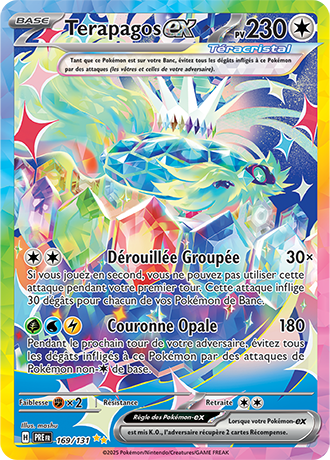 BASE Terapagos ex PV 230
Téracristal
Tant que ce Pokémon est sur votre Banc, évitez tous les dégâts infligés à ce Pokémon
par des attaques (les vôtres et celles de votre adversaire).
Dérouillée Groupée 30×
Si vous jouez en second, vous ne pouvez pas utiliser cette
attaque pendant votre premier tour. Cette attaque inflige
30 dégâts pour chacun de vos Pokémon de Banc.
Couronne Opale 180
Pendant le prochain tour de votre adversaire, évitez tous
les dégâts infligés à ce Pokémon par des attaques de
Pokémon non- de base.
Faiblesse ×2 Résistance Retraite
Illus. moshu
Règle des Pokémon-ex Lorsque votre Pokémon-ex
est mis K.O., l'adversaire récupère 2 cartes Récompense.
H PRE FR 169/131
©2025 Pokémon/Nintendo/Creatures/GAME FREAK